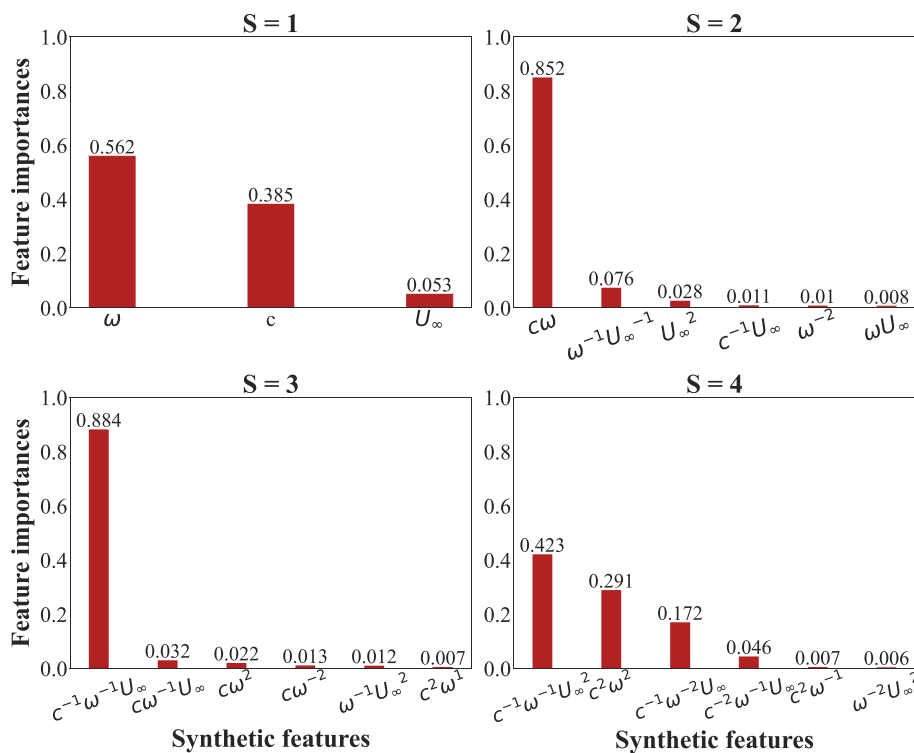 S = 1
Feature importances
1.0
0.8
0.6
0.4
0.2
0.0
0.562
0.385
0.053
ω
c
U∞
S = 2
1.0
0.8
0.6
0.4
0.2
0.0
0.852
0.076
0.028
0.011
0.01
0.008
cω
ω⁻¹U∞⁻¹
U∞²
c⁻¹U∞
ω⁻²
ωU∞
S = 3
Feature importances
1.0
0.8
0.6
0.4
0.2
0.0
0.884
0.032
0.022
0.013
0.012
0.007
c⁻¹ω⁻¹U∞
cω⁻¹U∞
cω²
cω⁻²
ω⁻¹U∞²
c²ω¹
Synthetic features
S = 4
1.0
0.8
0.6
0.4
0.2
0.0
0.423
0.291
0.172
0.046
0.007
0.006
c⁻¹ω⁻¹U∞²
c²ω²
c⁻¹ω⁻²U∞
c⁻²ω⁻¹U∞
c²ω⁻¹
ω⁻²U∞²
Synthetic features